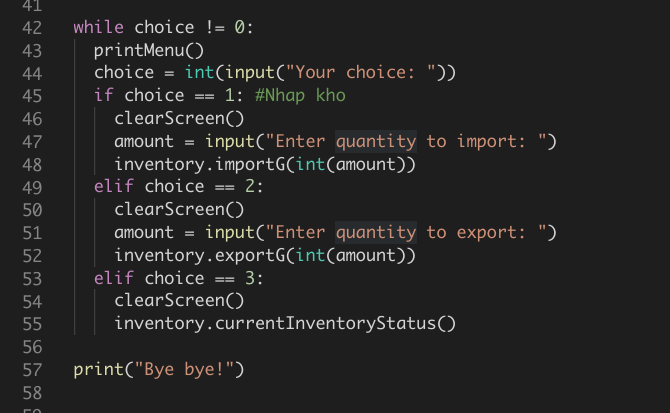 41
42 while choice != 0:
43 printMenu()
44 choice = int(input("Your choice: "))
45 if choice == 1: #Nhap kho
46 clearScreen()
47 amount = input("Enter quantity to import: ")
48 inventory.importG(int(amount))
49 elif choice == 2:
50 clearScreen()
51 amount = input("Enter quantity to export: ")
52 inventory.exportG(int(amount))
53 elif choice == 3:
54 clearScreen()
55 inventory.currentInventoryStatus()
56
57 print("Bye bye!")
58